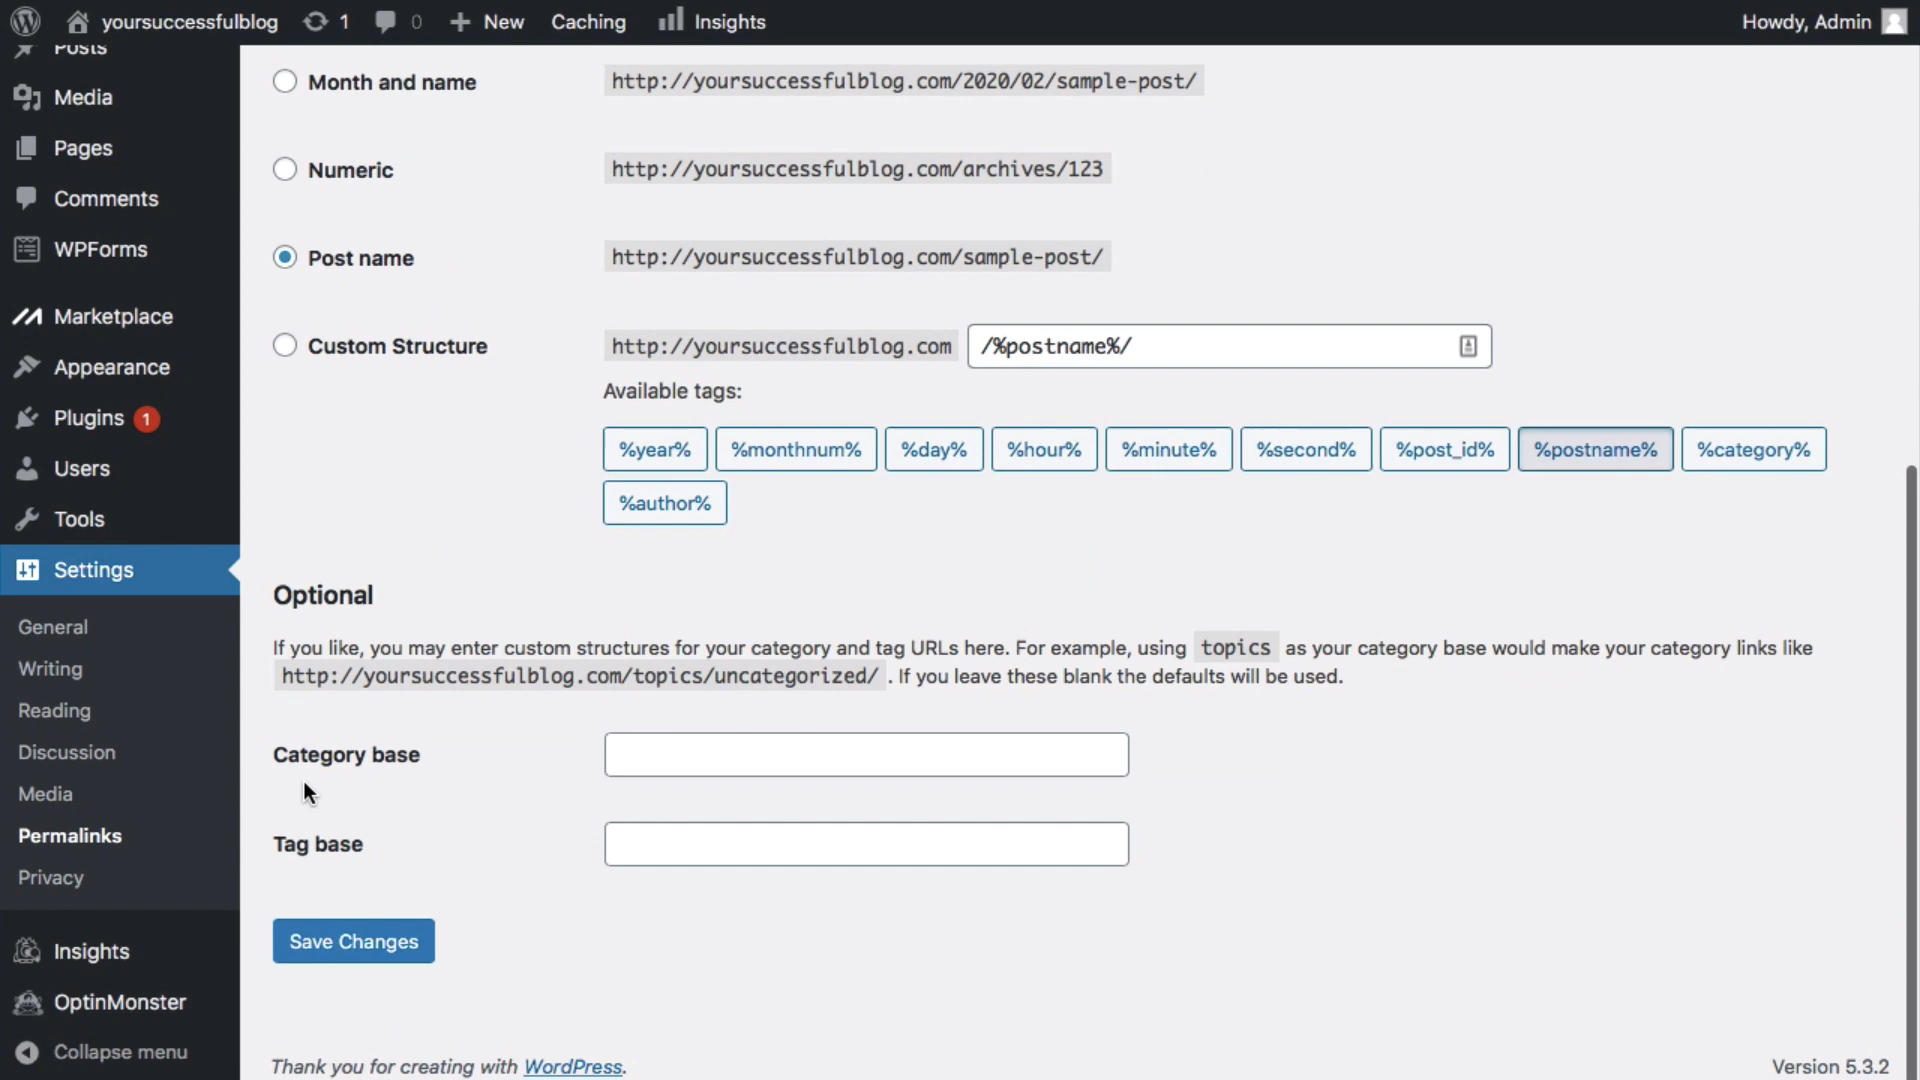 yoursuccessfulblog 1 0 New Caching Insights Howdy, Admin
Posts
Media
Pages
Comments
WPForms
Marketplace
Appearance
Plugins 1
Users
Tools
Settings
General
Writing
Reading
Discussion
Media
Permalinks
Privacy
Insights
OptinMonster
Collapse menu
Month and name http://yoursuccessfulblog.com/2020/02/sample-post/
Numeric http://yoursuccessfulblog.com/archives/123
Post name http://yoursuccessfulblog.com/sample-post/
Custom Structure http://yoursuccessfulblog.com /%postname%/
Available tags:
%year% %monthnum% %day% %hour% %minute% %second% %post_id% %postname% %category%
%author%
Optional
If you like, you may enter custom structures for your category and tag URLs here. For example, using topics as your category base would make your category links like
http://yoursuccessfulblog.com/topics/uncategorized/ . If you leave these blank the defaults will be used.
Category base
Tag base
Save Changes
Thank you for creating with WordPress. Version 5.3.2